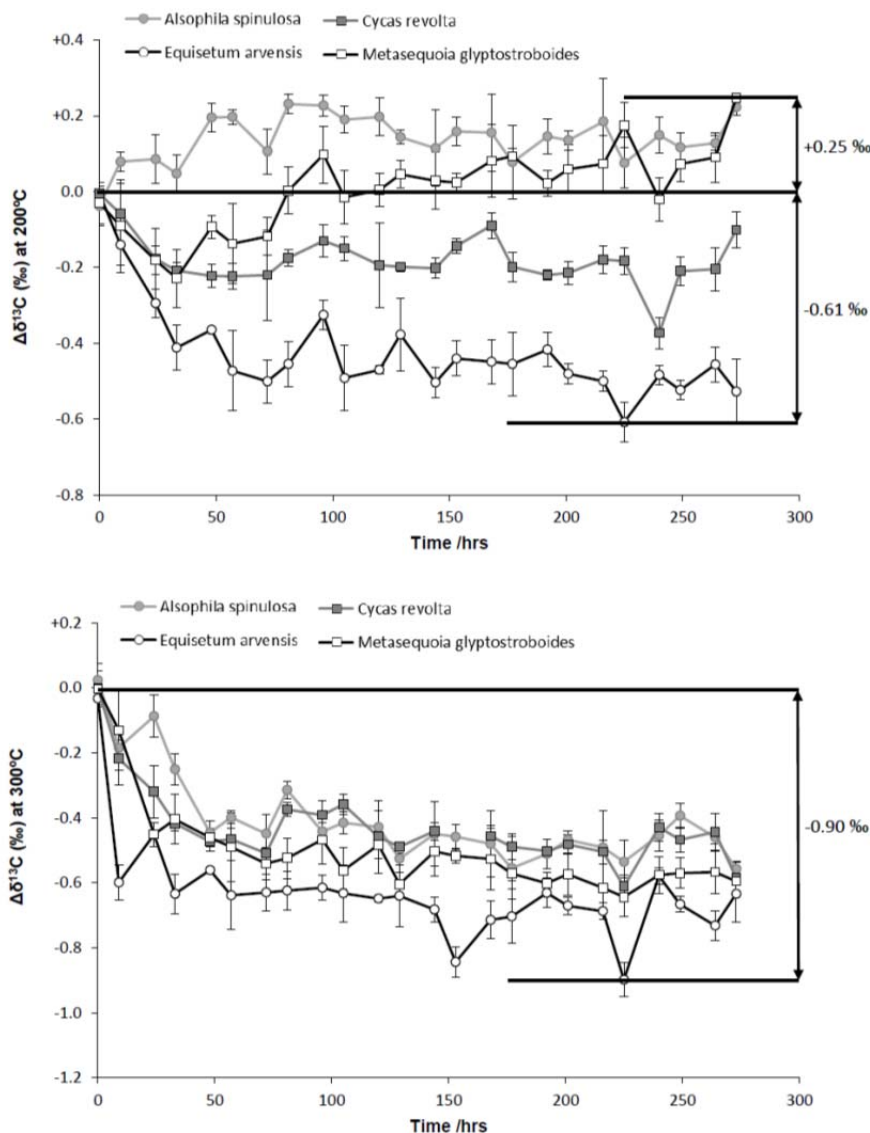 Alsophila spinulosa Cycas revolta
Equisetum arvensis Metasequoia glyptostroboides
+0.4
+0.2
0.0
-0.2
-0.4
-0.6
-0.8
Δδ¹³C (‰) at 200°C
+0.25 ‰
-0.61 ‰
0 50 100 150 200 250 300
Time /hrs
Alsophila spinulosa Cycas revolta
Equisetum arvensis Metasequoia glyptostroboides
+0.2
0.0
-0.2
-0.4
-0.6
-0.8
-1.0
-1.2
Δδ¹³C (‰) at 300°C
-0.90 ‰
0 50 100 150 200 250 300
Time /hrs